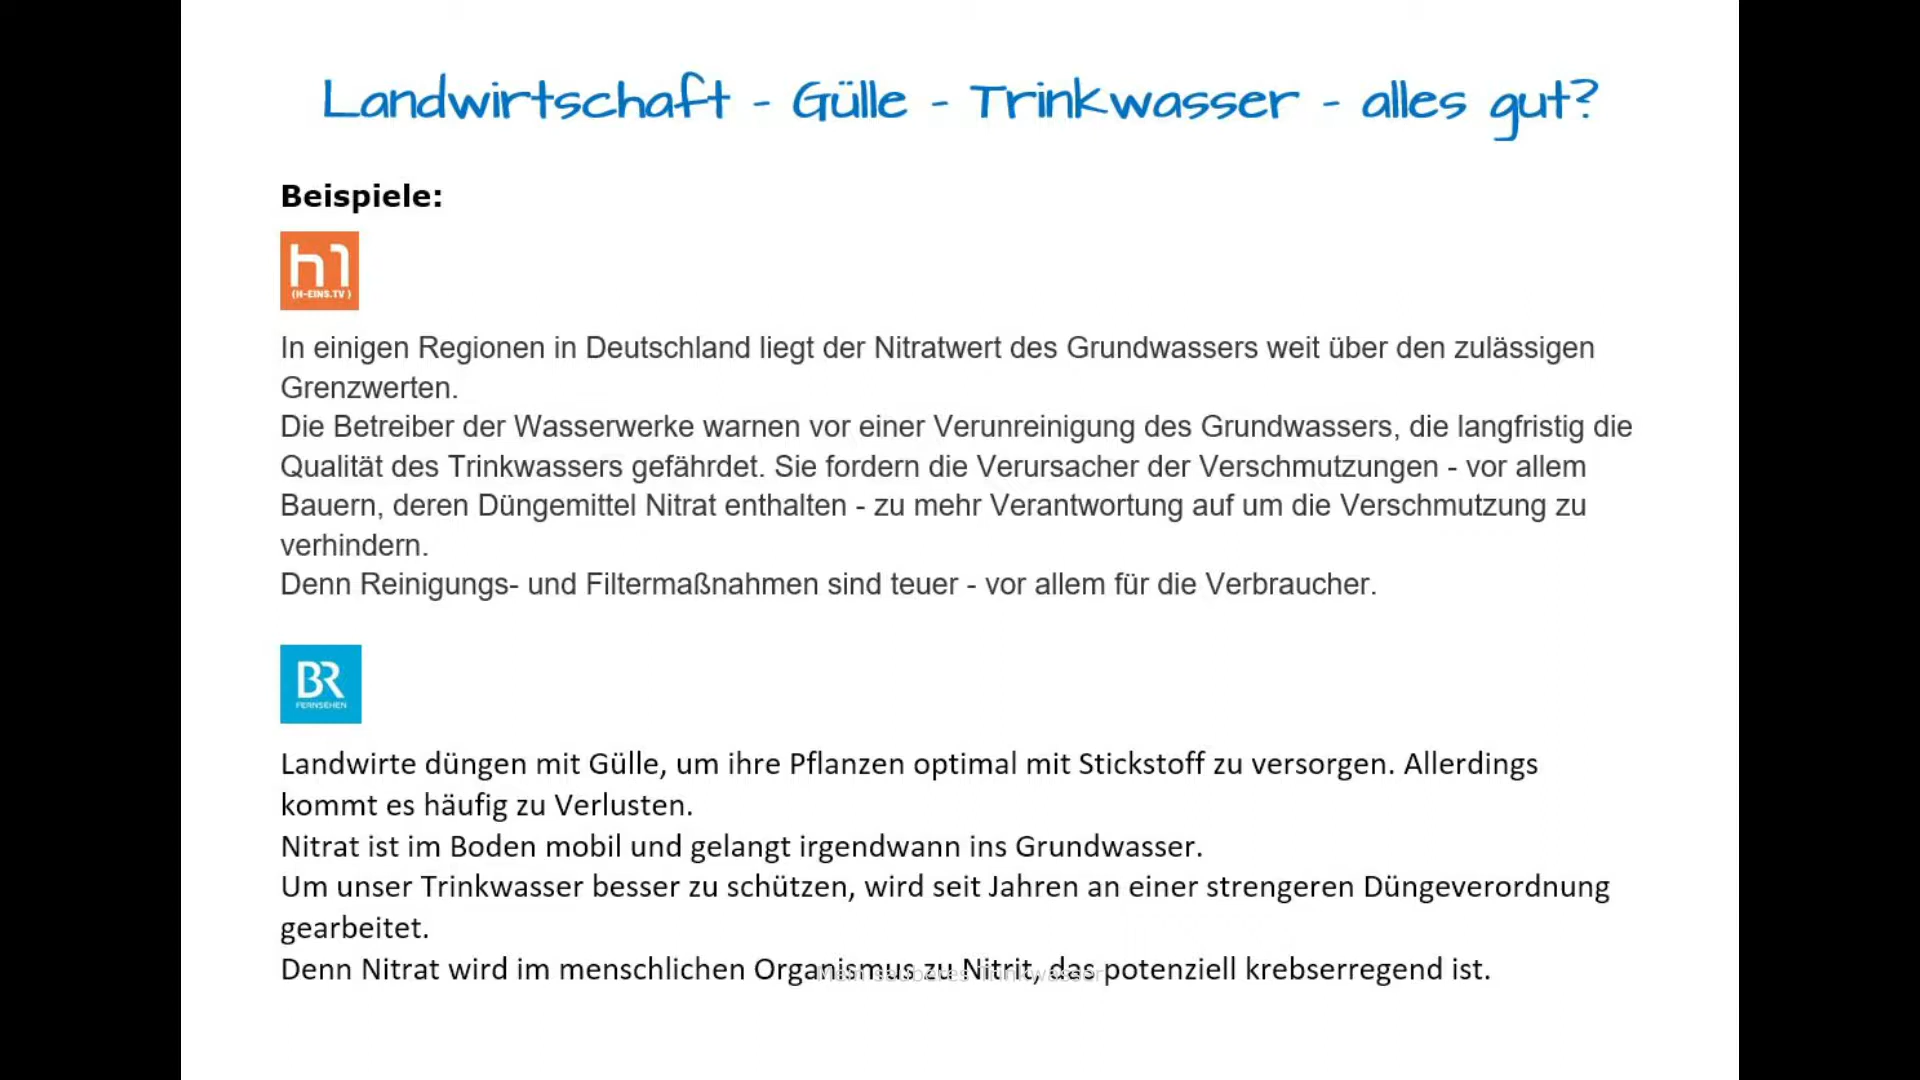 Landwirtschaft - Gülle - Trinkwasser - alles gut?
Beispiele:
h1
(H-EINS.TV)
In einigen Regionen in Deutschland liegt der Nitratwert des Grundwassers weit über den zulässigen
Grenzwerten.
Die Betreiber der Wasserwerke warnen vor einer Verunreinigung des Grundwassers, die langfristig die
Qualität des Trinkwassers gefährdet. Sie fordern die Verursacher der Verschmutzungen - vor allem
Bauern, deren Düngemittel Nitrat enthalten - zu mehr Verantwortung auf um die Verschmutzung zu
verhindern.
Denn Reinigungs- und Filtermaßnahmen sind teuer - vor allem für die Verbraucher.
BR
FERNSEHEN
Landwirte düngen mit Gülle, um ihre Pflanzen optimal mit Stickstoff zu versorgen. Allerdings
kommt es häufig zu Verlusten.
Nitrat ist im Boden mobil und gelangt irgendwann ins Grundwasser.
Um unser Trinkwasser besser zu schützen, wird seit Jahren an einer strengeren Düngeverordnung
gearbeitet.
Denn Nitrat wird im menschlichen Organismus zu Nitrit, das potenziell krebserregend ist.
Mein sauberes Trinkwasser